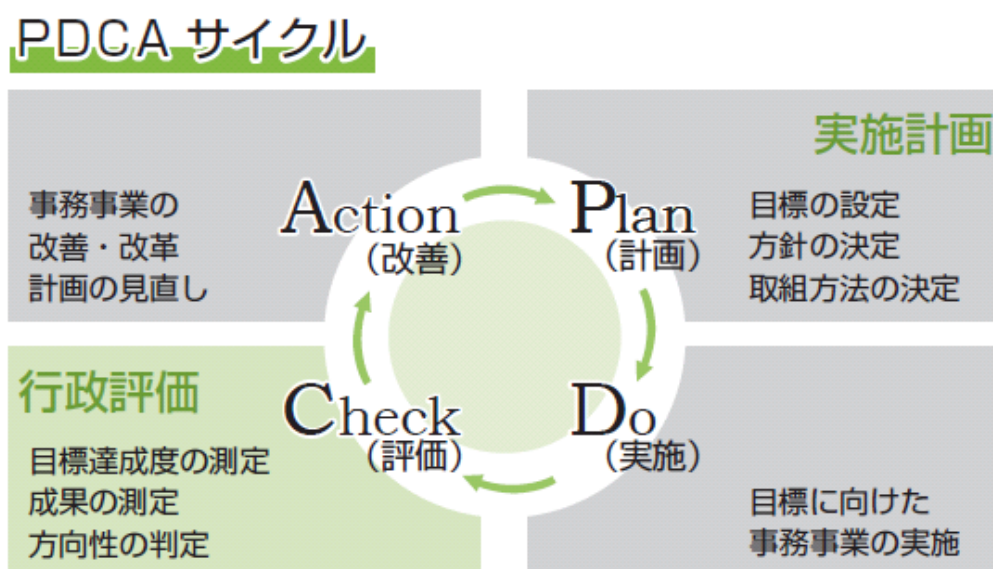 PDCA サイクル
事務事業の
改善・改革
計画の見直し
Action
（改善）
実施計画
Plan
（計画）
目標の設定
方針の決定
取組方法の決定
行政評価
目標達成度の測定
成果の測定
方向性の判定
Check
（評価）
Do
（実施）
目標に向けた
事務事業の実施